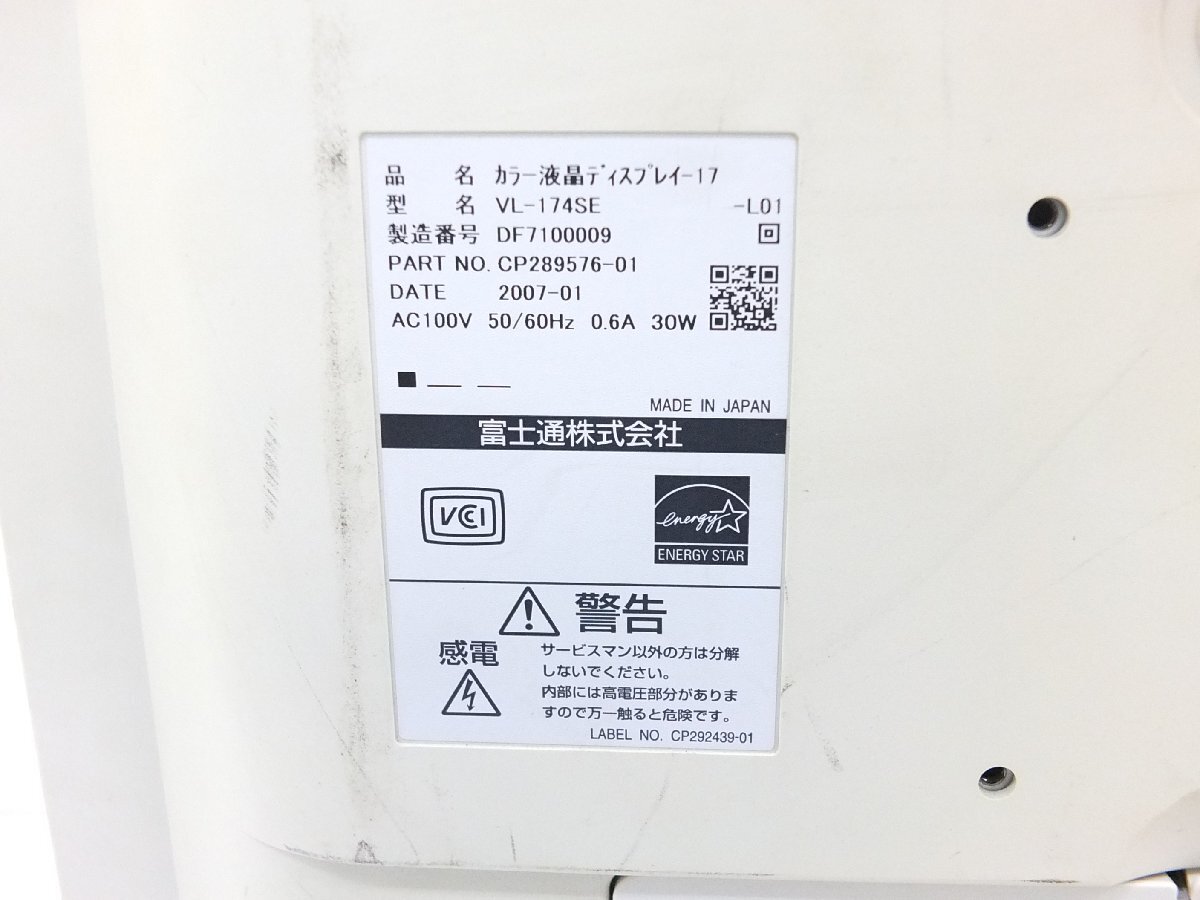 品 名 カラー液晶ディスプレイ-17
型 名 VL-174SE -L01
製造番号 DF7100009
PART NO. CP289576-01
DATE 2007-01
AC100V 50/60Hz 0.6A 30W
MADE IN JAPAN
富士通株式会社
VCCI
energy
ENERGY STAR
警告
感電
サービスマン以外の方は分解
しないでください。
内部には高電圧部分がありま
すので万一触ると危険です。
LABEL NO. CP292439-01